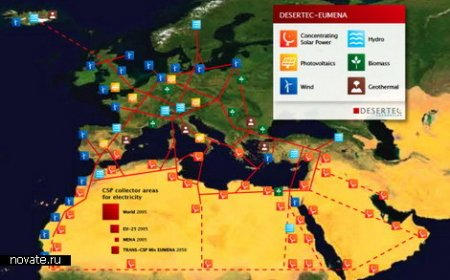 DESERTEC-EUMENA
Concentrating
Solar Power
Hydro
Photovoltaics
Biomass
Wind
Geothermal
DESERTEC
CSP collector areas
for electricity
World 2005
EU-25 2005
MENA 2005
TRANS-CSP Mix EUMENA 2050
novate.ru